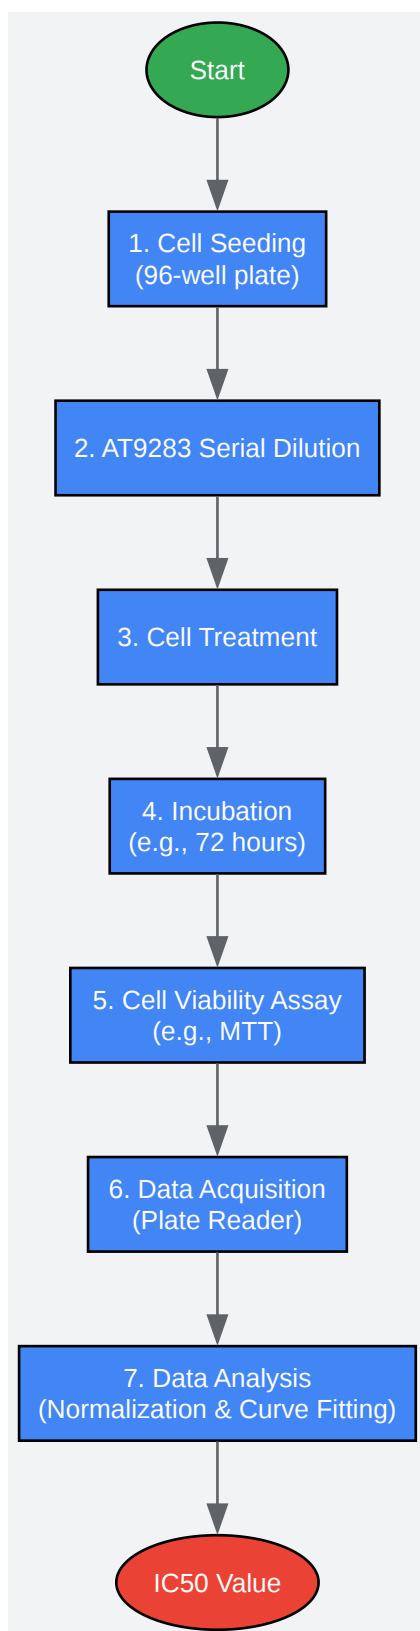 Start
1. Cell Seeding
(96-well plate)
2. AT9283 Serial Dilution
3. Cell Treatment
4. Incubation
(e.g., 72 hours)
5. Cell Viability Assay
(e.g., MTT)
6. Data Acquisition
(Plate Reader)
7. Data Analysis
(Normalization & Curve Fitting)
IC50 Value